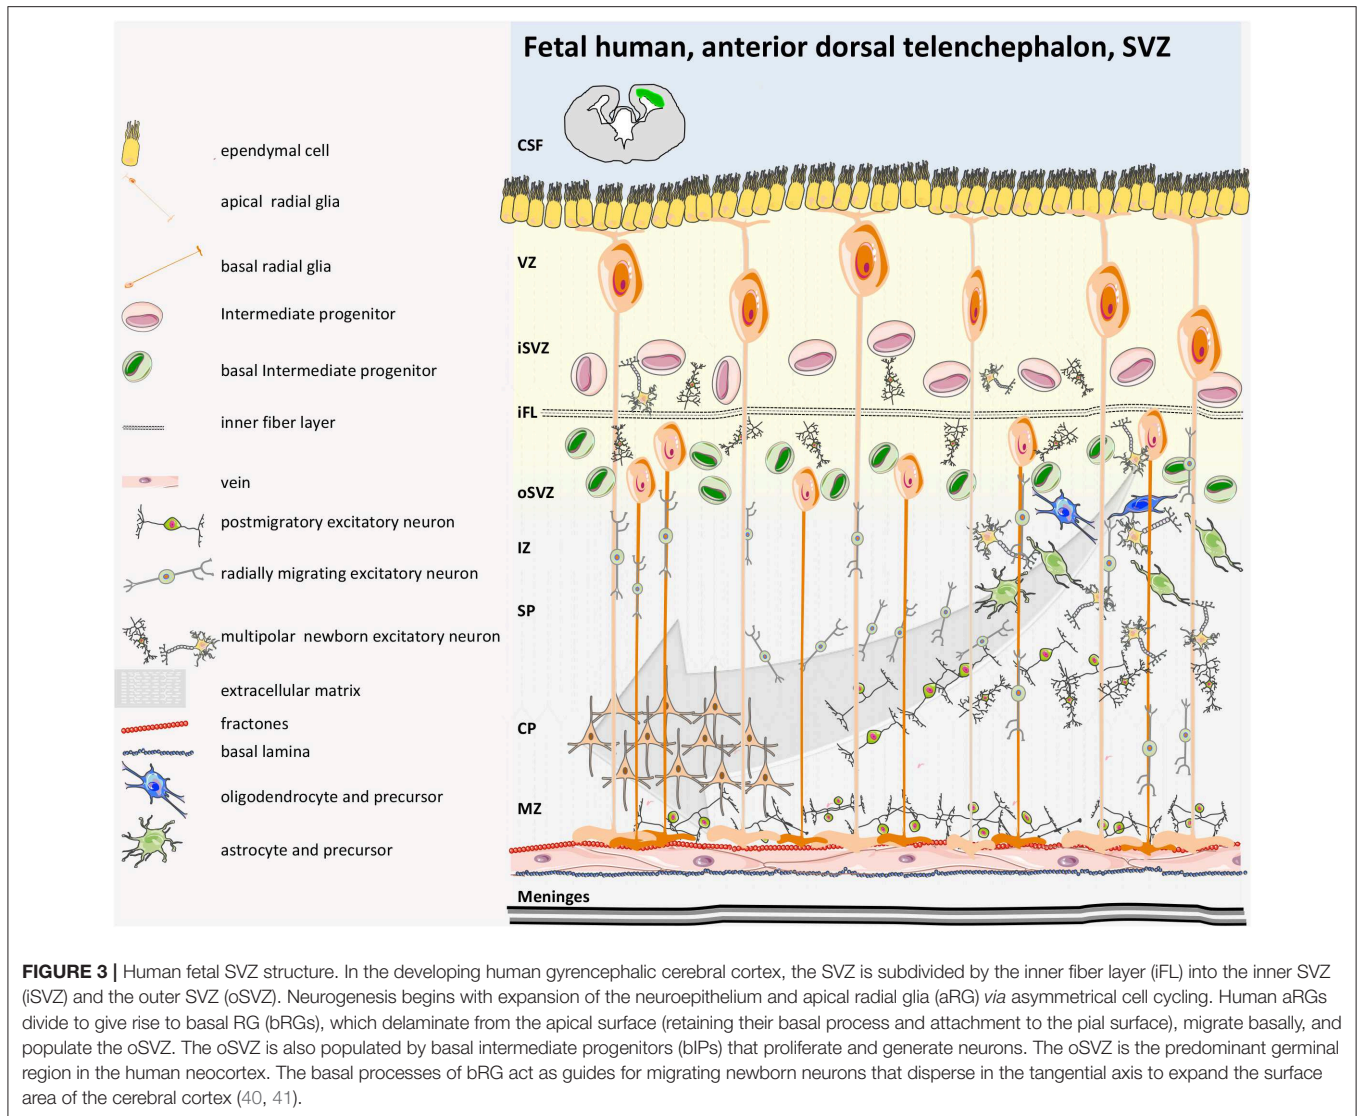 Fetal human, anterior dorsal telenchephalon, SVZ
ependymal cell
apical radial glia
basal radial glia
Intermediate progenitor
basal Intermediate progenitor
inner fiber layer
vein
postmigratory excitatory neuron
radially migrating excitatory neuron
multipolar newborn excitatory neuron
extracellular matrix
fractones
basal lamina
oligodendrocyte and precursor
astrocyte and precursor
CSF
VZ
iSVZ
iFL
oSVZ
IZ
SP
CP
MZ
Meninges
FIGURE 3 | Human fetal SVZ structure. In the developing human gyrencephalic cerebral cortex, the SVZ is subdivided by the inner fiber layer (iFL) into the inner SVZ
(iSVZ) and the outer SVZ (oSVZ). Neurogenesis begins with expansion of the neuroepithelium and apical radial glia (aRG) via asymmetrical cell cycling. Human aRGs
divide to give rise to basal RG (bRGs), which delaminate from the apical surface (retaining their basal process and attachment to the pial surface), migrate basally, and
populate the oSVZ. The oSVZ is also populated by basal intermediate progenitors (bIPs) that proliferate and generate neurons. The oSVZ is the predominant germinal
region in the human neocortex. The basal processes of bRG act as guides for migrating newborn neurons that disperse in the tangential axis to expand the surface
area of the cerebral cortex (40, 41).